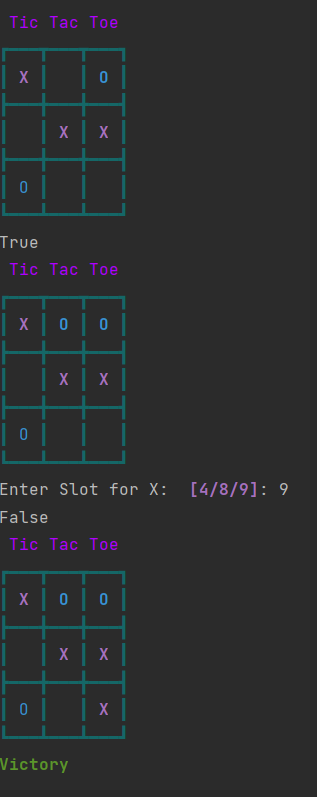 Tic Tac Toe
X O
X X
O
True
Tic Tac Toe
X O O
X X
O
Enter Slot for X:  [4/8/9]: 9
False
Tic Tac Toe
X O O
X X
O X
Victory